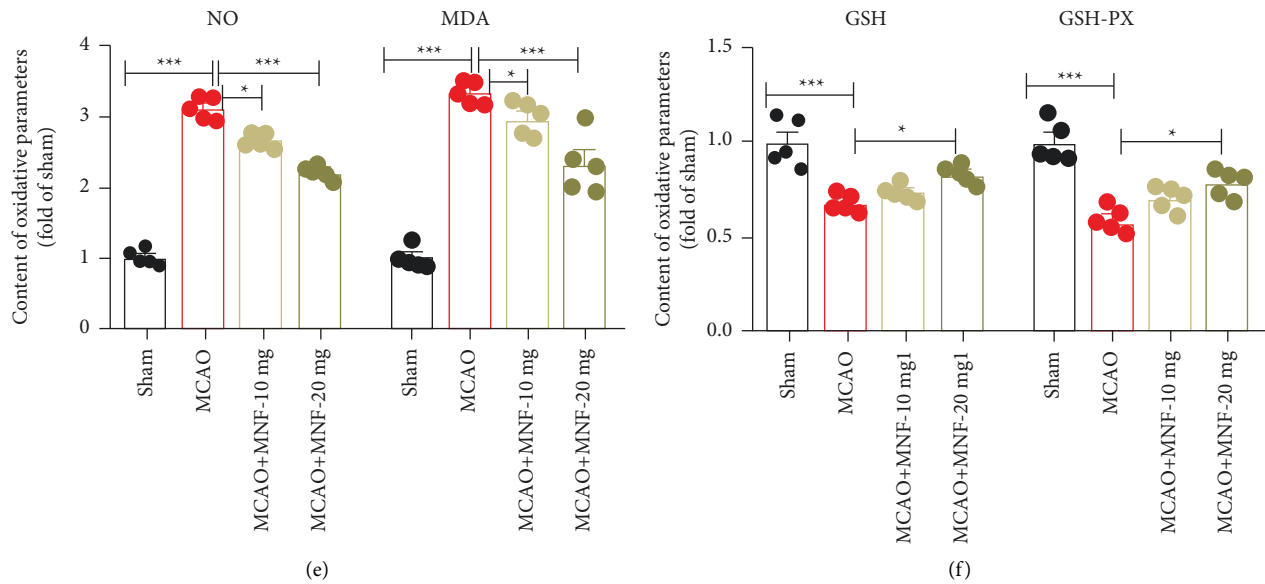 NO MDA
Content of oxidative parameters
(fold of sham)
4
3
2
1
0
*** *** *** ***
* *
Sham
MCAO
MCAO+MNF-10 mg
MCAO+MNF-20 mg
Sham
MCAO
MCAO+MNF-10 mg
MCAO+MNF-20 mg
(e)
GSH GSH-PX
Content of oxidative parameters
(fold of sham)
1.5
1.0
0.5
0.0
*** ***
* *
Sham
MCAO
MCAO+MNF-10 mg1
MCAO+MNF-20 mg1
Sham
MCAO
MCAO+MNF-10 mg
MCAO+MNF-20 mg
(f)